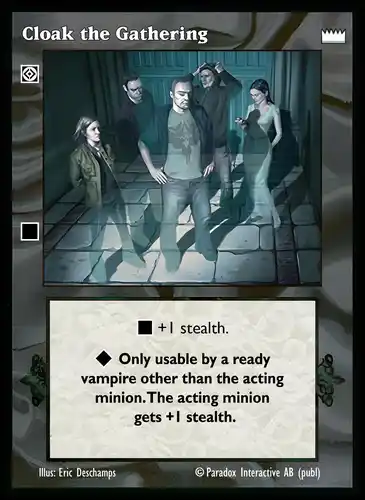 Cloak the Gathering
+1 stealth.
Only usable by a ready
vampire other than the acting
minion.The acting minion
gets +1 stealth.
Illus: Eric Deschamps
© Paradox Interactive AB (publ)